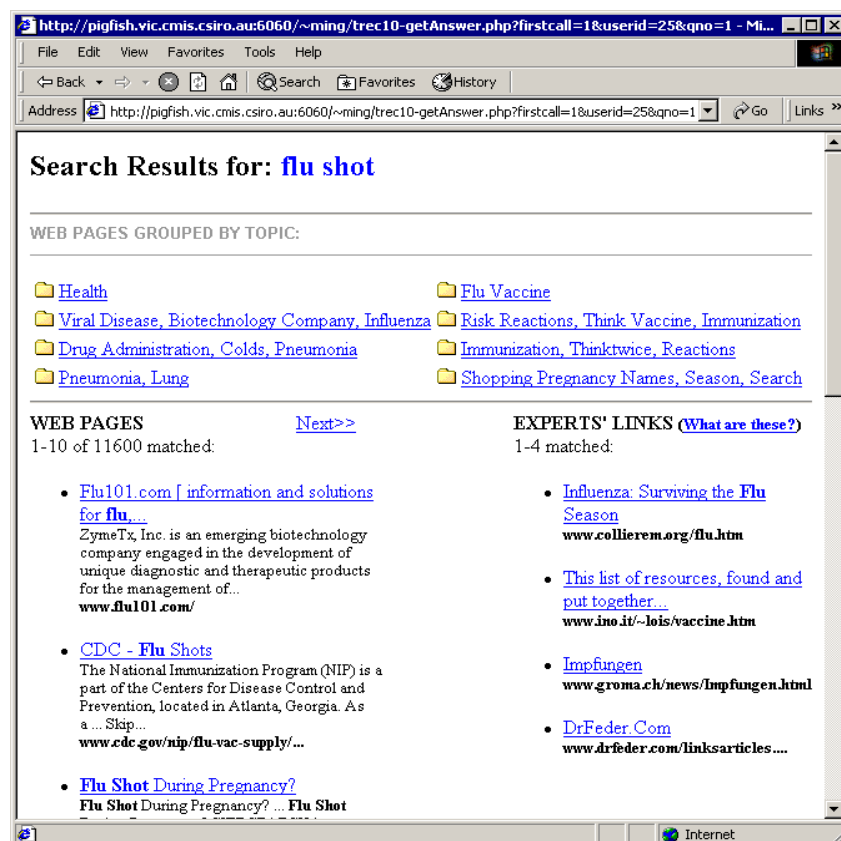 http://pigfish.vic.cmis.csiro.au:6060/~ming/trec10-getAnswer.php?firstcall=1&userid=25&qno=1 - Mi...
File Edit View Favorites Tools Help
Back Search Favorites History
Address http://pigfish.vic.cmis.csiro.au:6060/~ming/trec10-getAnswer.php?firstcall=1&userid=25&qno=1 Go Links »
Search Results for: flu shot
WEB PAGES GROUPED BY TOPIC:
Health
Flu Vaccine
Viral Disease, Biotechnology Company, Influenza
Risk Reactions, Think Vaccine, Immunization
Drug Administration, Colds, Pneumonia
Immunization, Thinktwice, Reactions
Pneumonia, Lung
Shopping Pregnancy Names, Season, Search
WEB PAGES Next>>
1-10 of 11600 matched:
• Flu101.com [ information and solutions
for flu,...
ZymeTx, Inc. is an emerging biotechnology
company engaged in the development of
unique diagnostic and therapeutic products
for the management of...
www.flu101.com/
• CDC - Flu Shots
The National Immunization Program (NIP) is a
part of the Centers for Disease Control and
Prevention, located in Atlanta, Georgia. As
a ... Skip...
www.cdc.gov/nip/flu-vac-supply/...
• Flu Shot During Pregnancy?
Flu Shot During Pregnancy? ... Flu Shot
EXPERTS' LINKS (What are these?)
1-4 matched:
• Influenza: Surviving the Flu
Season
www.collierem.org/flu.htm
• This list of resources, found and
put together...
www.ino.it/~lois/vaccine.htm
• Impfungen
www.groma.ch/news/Impfungen.html
• DrFeder.Com
www.drfeder.com/linksarticles....
Internet